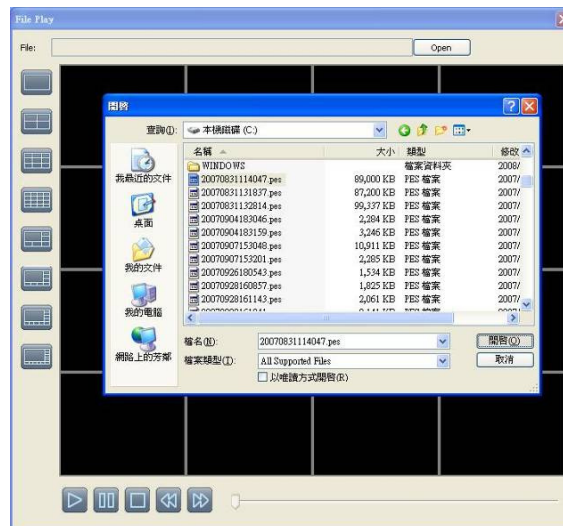 File Play
File:
Open
開啓
查詢(I): 本機磁碟 (C:)
名稱 大小 類型 修改
WINDOWS 檔案資料夾 2008/
20070831114047.pes 89,000 KB PES 檔案 2007/
20070831131837.pes 87,200 KB PES 檔案 2007/
20070831132814.pes 99,337 KB PES 檔案 2007/
20070904183046.pes 2,284 KB PES 檔案 2007/
20070904183159.pes 3,246 KB PES 檔案 2007/
20070907153048.pes 10,911 KB PES 檔案 2007/
20070907153201.pes 2,285 KB PES 檔案 2007/
20070926180543.pes 1,534 KB PES 檔案 2007/
20070928160857.pes 1,825 KB PES 檔案 2007/
20070928161143.pes 2,061 KB PES 檔案 2007/
我最近的文件
桌面
我的文件
我的電腦
網路上的芳鄰
檔名(N): 20070831114047.pes 開啓(O)
檔案類型(T): All Supported Files 取消
以唯讀方式開啓(R)